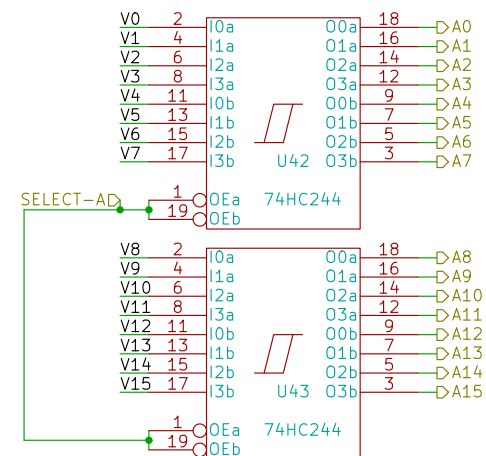 V0 2 I0a O0a 18 A0
V1 4 I1a O1a 16 A1
V2 6 I2a O2a 14 A2
V3 8 I3a O3a 12 A3
V4 11 I0b O0b 9 A4
V5 13 I1b O1b 7 A5
V6 15 I2b O2b 5 A6
V7 17 I3b U42 O3b 3 A7
SELECT-A 1 OEa 74HC244
19 OEb
V8 2 I0a O0a 18 A8
V9 4 I1a O1a 16 A9
V10 6 I2a O2a 14 A10
V11 8 I3a O3a 12 A11
V12 11 I0b O0b 9 A12
V13 13 I1b O1b 7 A13
V14 15 I2b O2b 5 A14
V15 17 I3b U43 O3b 3 A15
1 OEa 74HC244
19 OEb